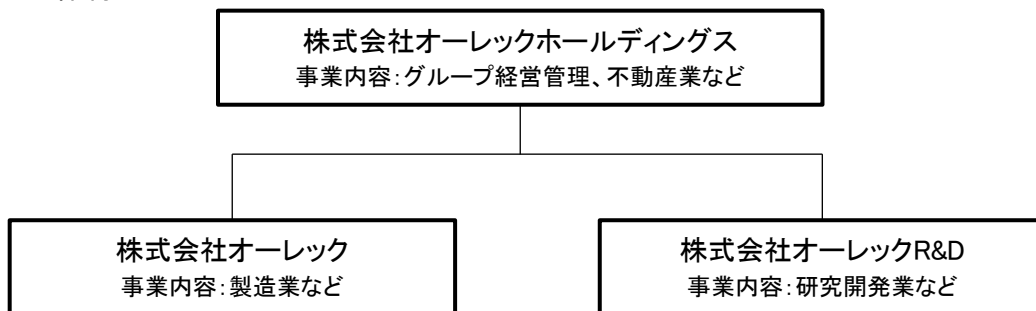 株式会社オーレックホールディングス
事業内容:グループ経営管理、不動産業など
株式会社オーレック
事業内容:製造業など
株式会社オーレックR&D
事業内容:研究開発業など